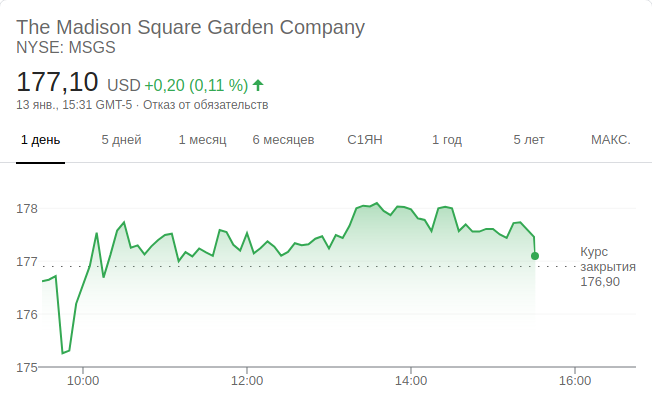 The Madison Square Garden Company
NYSE: MSGS
177,10 USD +0,20 (0,11 %)
13 янв., 15:31 GMT-5 · Отказ от обязательств
1 день 5 дней 1 месяц 6 месяцев С1ЯН 1 год 5 лет МАКС.
178
177
Курс
закрытия
176,90
176
175
10:00 12:00 14:00 16:00